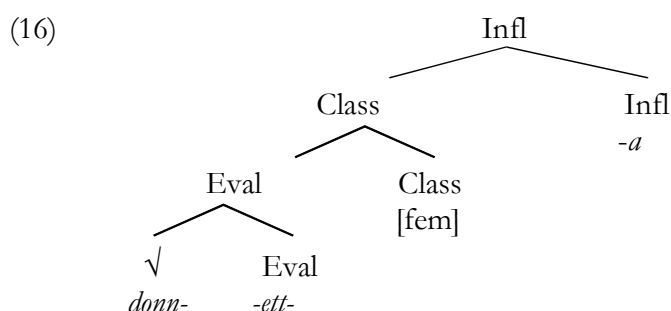 (16) Infl
Class Infl
-a
Eval Class
[fem]
√ Eval
donn- -ett-